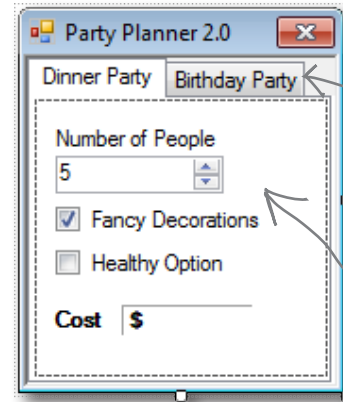 Party Planner 2.0
Dinner Party Birthday Party
Number of People
5
Fancy Decorations
Healthy Option
Cost $